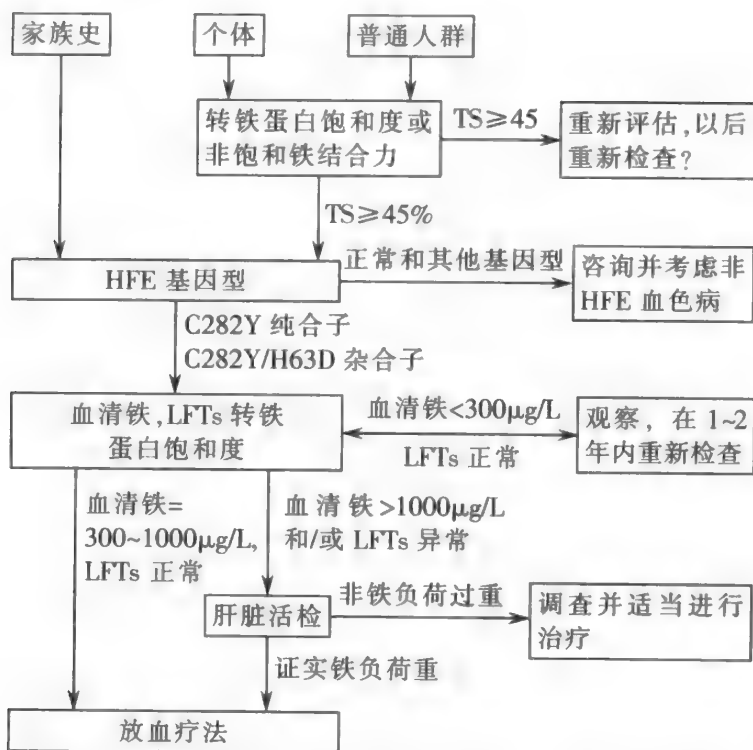 家族史
个体
普通人群
转铁蛋白饱和度或
非饱和铁结合力
TS≥45
重新评估,以后
重新检查?
TS≥45%
HFE 基因型
正常和其他基因型
咨询并考虑非
HFE 血色病
C282Y 纯合子
C282Y/H63D 杂合子
血清铁,LFTs 转铁
蛋白饱和度
血清铁<300μg/L
LFTs 正常
观察，在 1~2
年内重新检查
血清铁=
300~1000μg/L,
LFTs 正常
血清铁>1000μg/L
和/或 LFTs 异常
肝脏活检
非铁负荷过重
调查并适当进行
治疗
证实铁负荷重
放血疗法